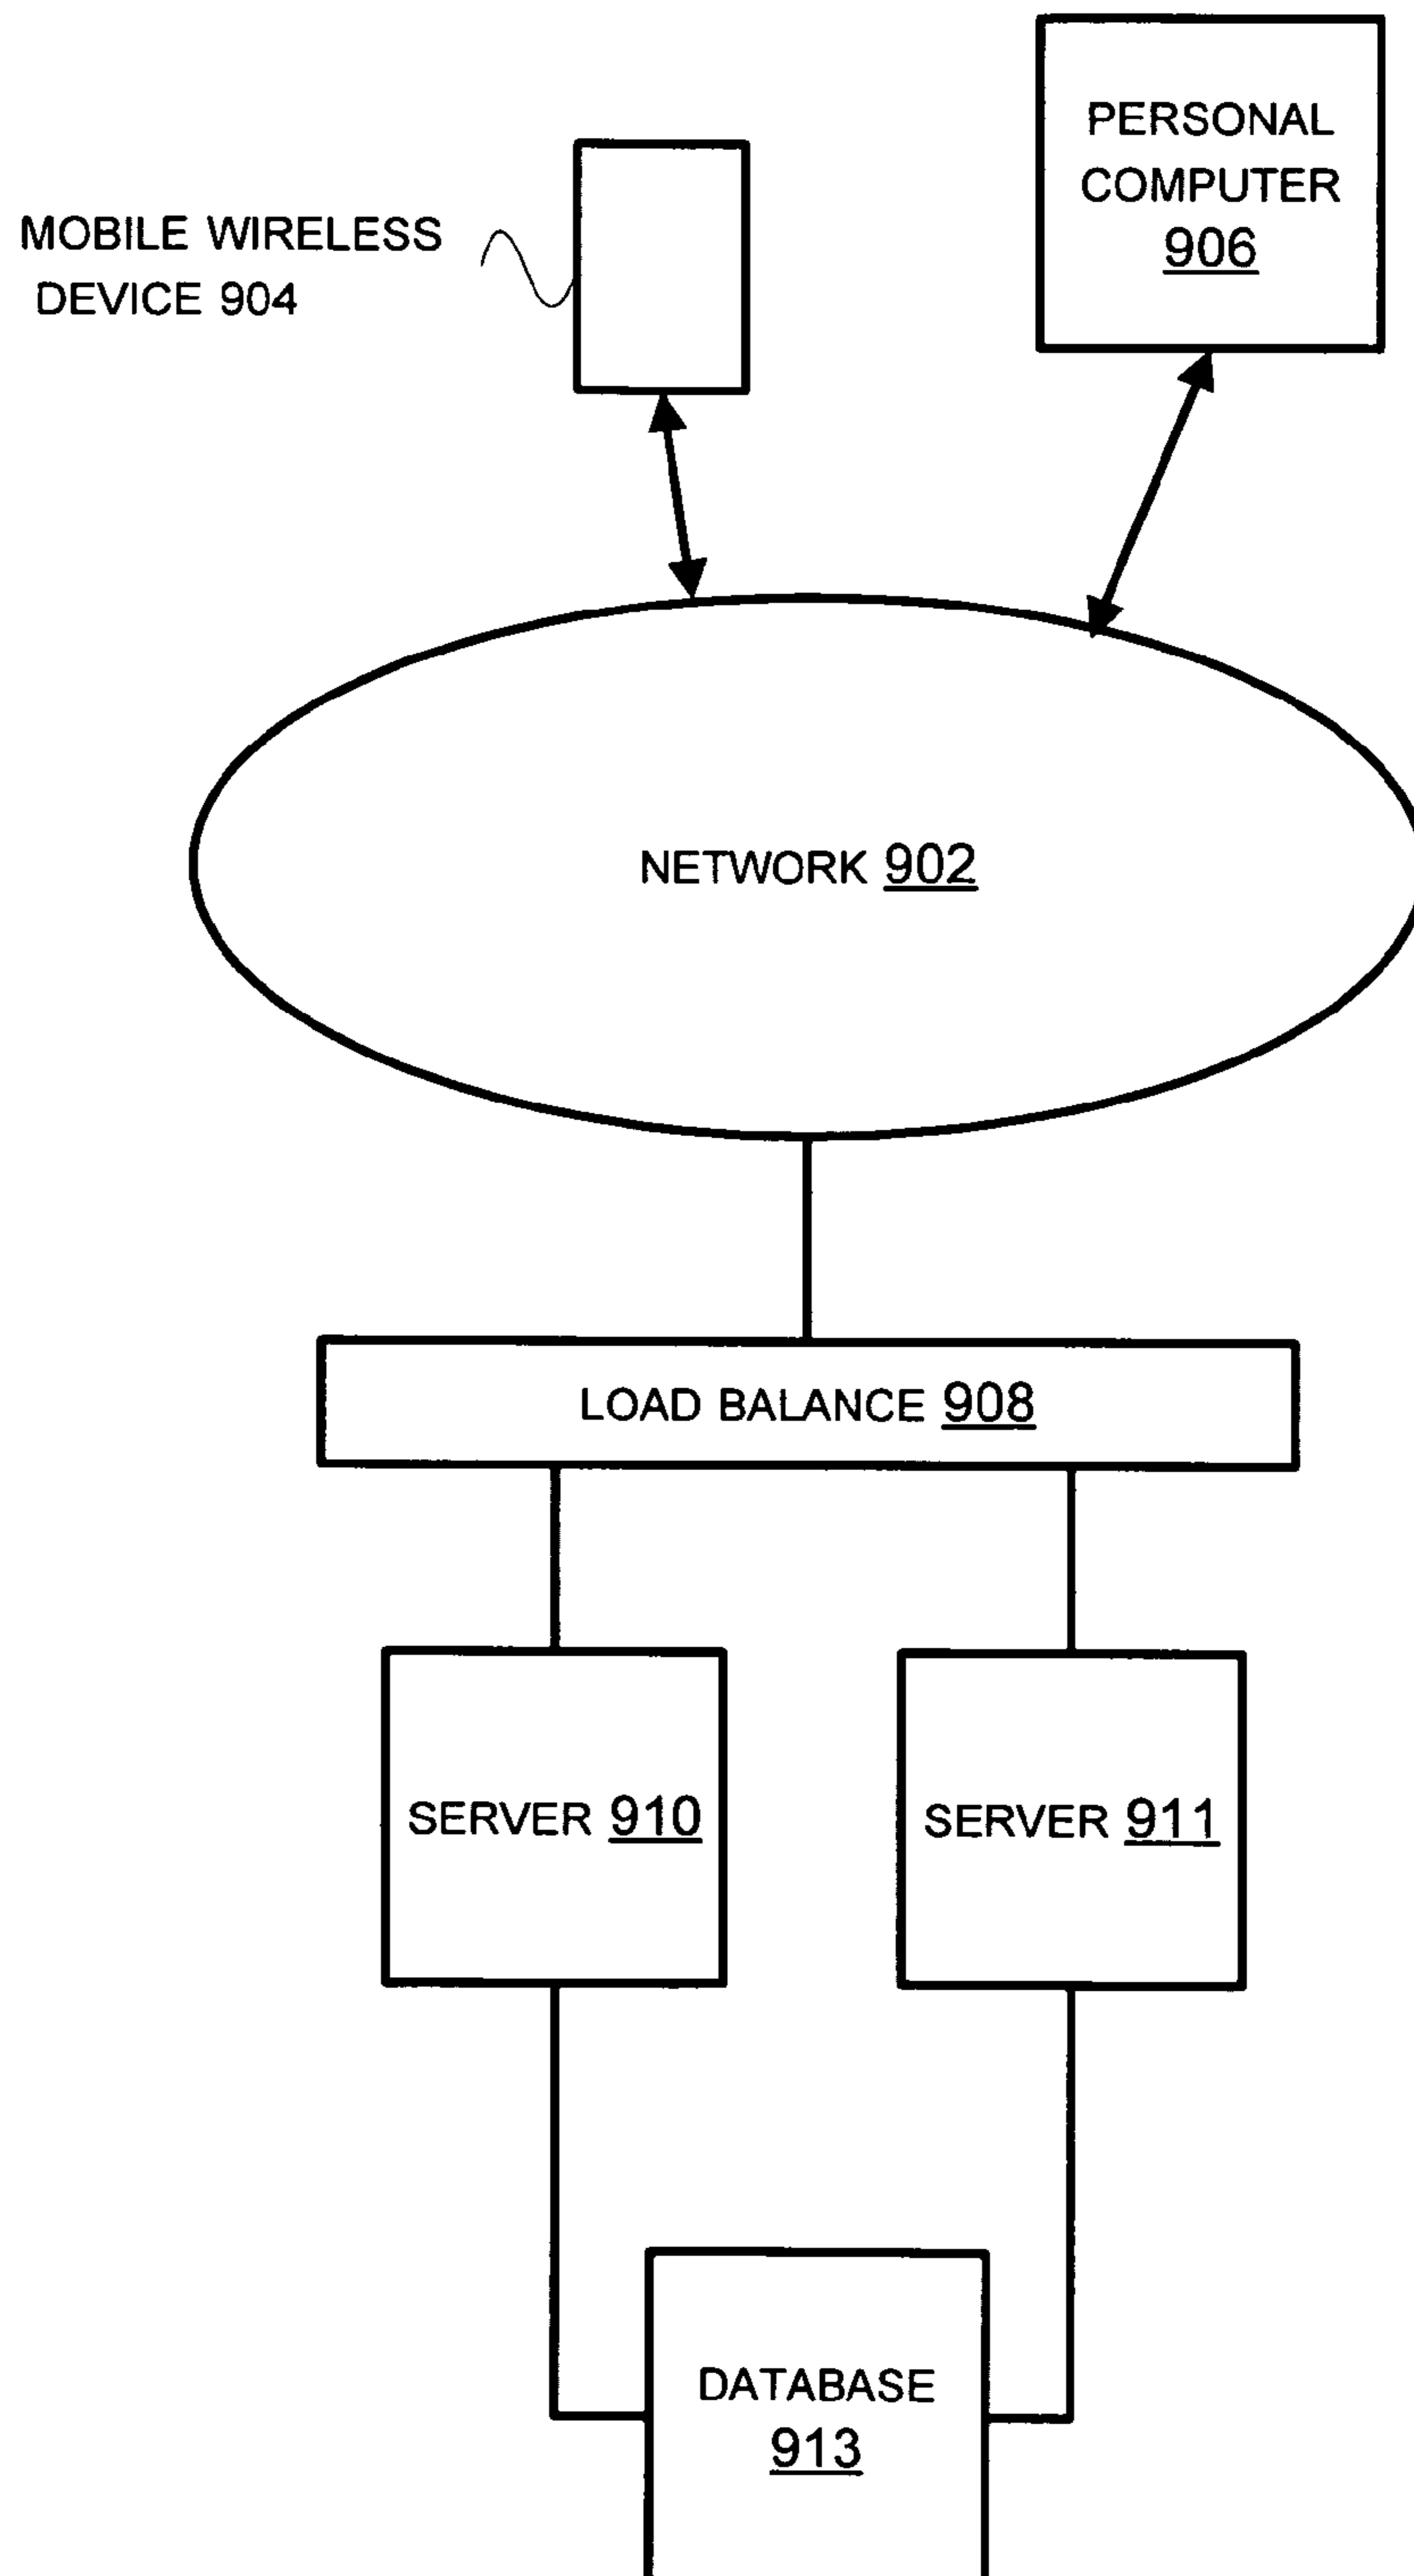 PERSONAL
COMPUTER
906
MOBILE WIRELESS
DEVICE 904
NETWORK 902
LOAD BALANCE 908
SERVER 910
SERVER 911
DATABASE
913